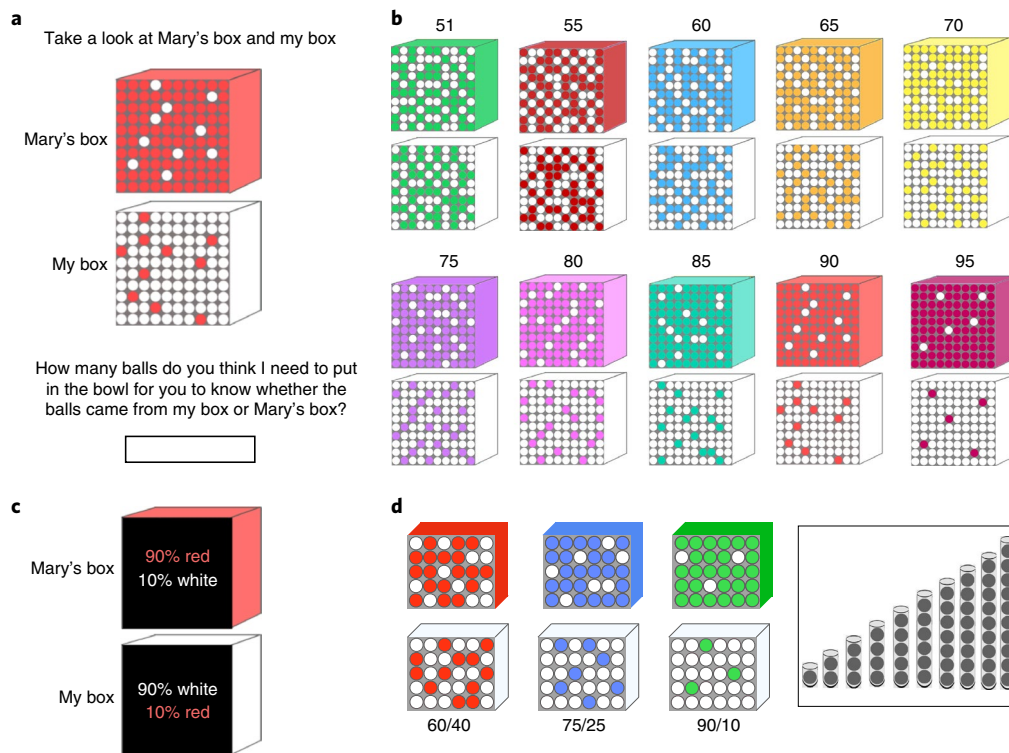 a
Take a look at Mary's box and my box
Mary's box
My box
How many balls do you think I need to put
in the bowl for you to know whether the
balls came from my box or Mary's box?
b
51 55 60 65 70
75 80 85 90 95
c
Mary's box
90% red
10% white
My box
90% white
10% red
d
60/40 75/25 90/10